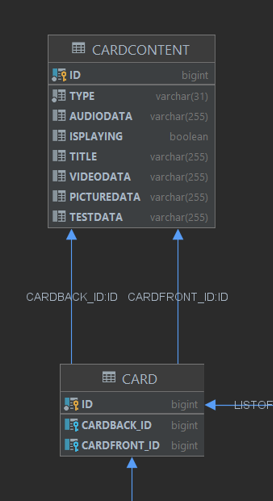 CARDCONTENT
ID bigint
TYPE varchar(31)
AUDIODATA varchar(255)
ISPLAYING boolean
TITLE varchar(255)
VIDEODATA varchar(255)
PICTUREDATA varchar(255)
TESTDATA varchar(255)
CARDBACK_ID:ID CARDFRONT_ID:ID
CARD
ID bigint
LISTOF
CARDBACK_ID bigint
CARDFRONT_ID bigint